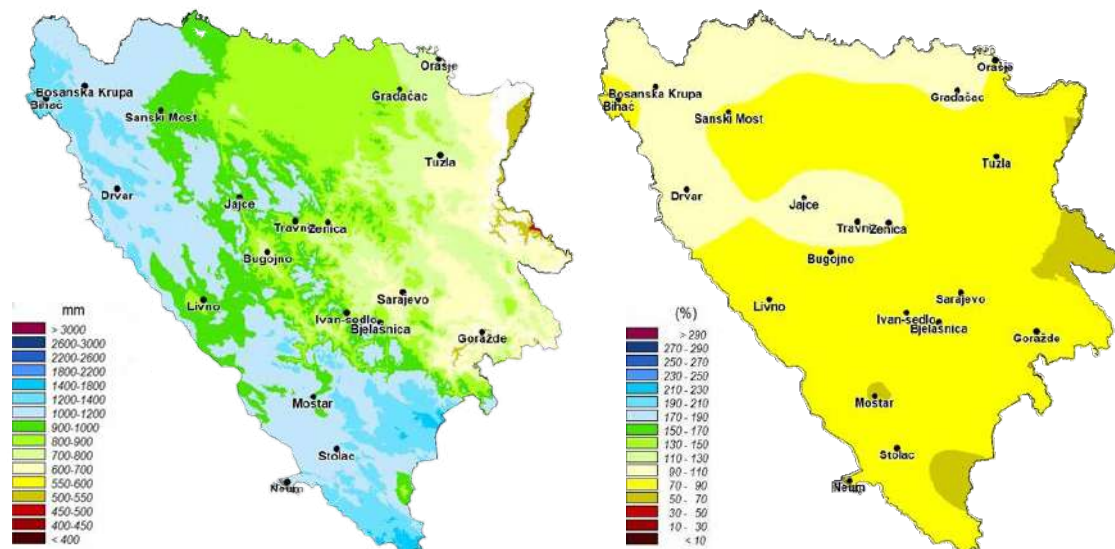 Orasje
Bosanska Krupa
Gradačac
Bihać
Sanski Most
Tuzla
Drvar
Jajce
Zenica
Bugojno
Livno
Sarajevo
Ivan-sedlo
Bjelašnica
Goražde
Mostar
Stolac
Neum
mm
> 3000
2600-3000
2200-2600
1800-2200
1400-1800
1200-1400
1000-1200
900-1000
800-900
700-800
600-700
550-600
500-550
450-500
400-450
< 400
Orasje
Bosanska Krupa
Gradačac
Bihać
Sanski Most
Tuzla
Drvar
Jajce
Zenica
Bugojno
Livno
Sarajevo
Ivan-sedlo
Bjelašnica
Goražde
Mostar
Stolac
Neum
(%)
> 290
270 - 290
250 - 270
230 - 250
210 - 230
190 - 210
170 - 190
150 - 170
130 - 150
110 - 130
90 - 110
70 - 90
50 - 70
30 - 50
10 - 30
< 10